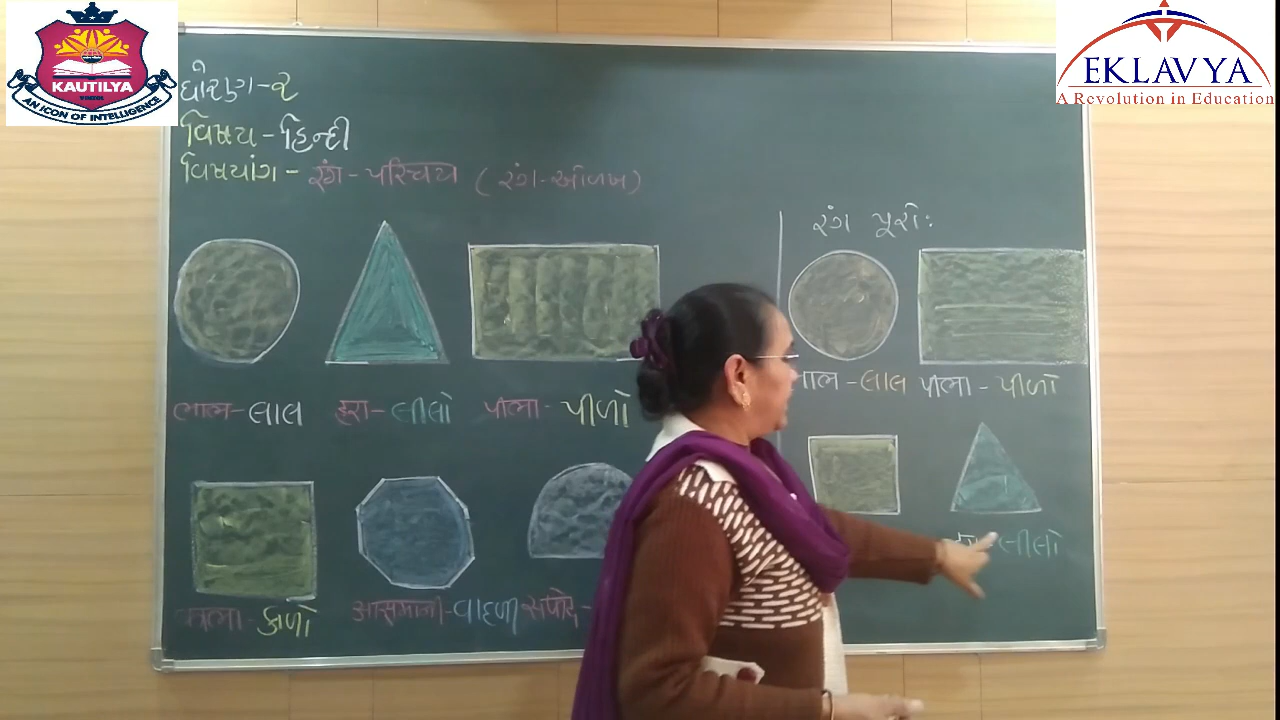 KAUTILYA
AN ICON OF INTELLIGENCE
EKLAVYA
A Revolution in Education
ધોરણ-૨
વિષય-હિન્દી
વિષયાંગ - रंग-परिचय (રંગ-ઓળખ)
लाल-લાલ हरा-લીલો पीला-પીળો
काला-કાળો आसमानी-વાદળી सफेद-
રંગ પૂરો:
लाल-લાલ पीला-પીળો
લીલો